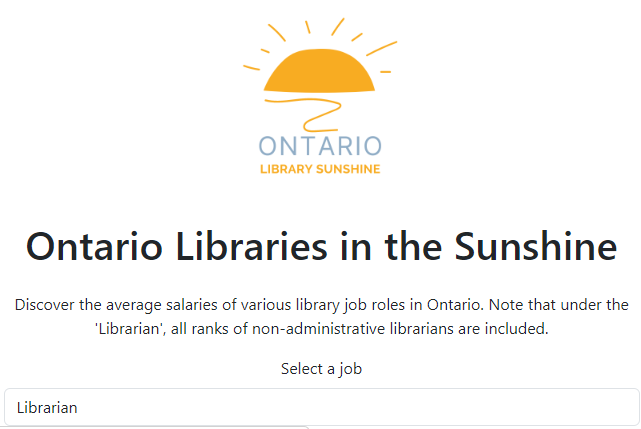 ONTARIO
LIBRARY SUNSHINE
Ontario Libraries in the Sunshine
Discover the average salaries of various library job roles in Ontario. Note that under the
'Librarian', all ranks of non-administrative librarians are included.
Select a job
Librarian